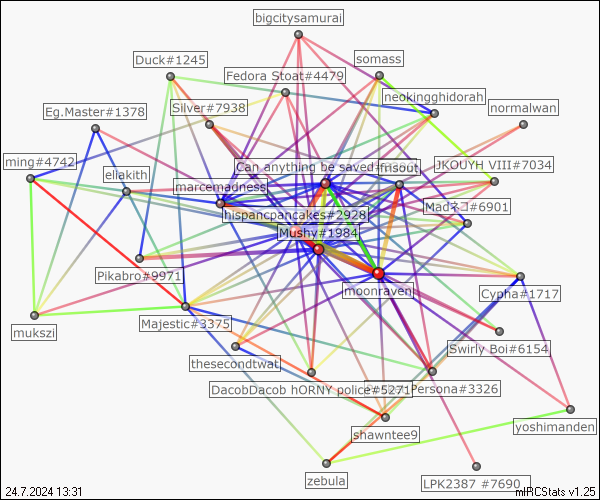 bigcitysamurai
Duck#1245
somass
Fedora Stoat#4479
neokingghidorah
Eg.Master#1378
Silver#7938
normalwan
ming#4742
eliakith
Can anything be saved?
frisout
JKOUYH VIII#7034
marcemadness
hispancpancakes#2928
Madネコ#6901
Mushy#1984
Pikabro#9971
moonraven
Cypha#1717
mukszi
Majestic#3375
Swirly Boi#6154
thesecondtwat
DacobDacob hORNY police#5271
Persona#3326
shawntee9
yoshimanden
zebula
LPK2387 #7690
24.7.2024 13:31
mIRCStats v1.25